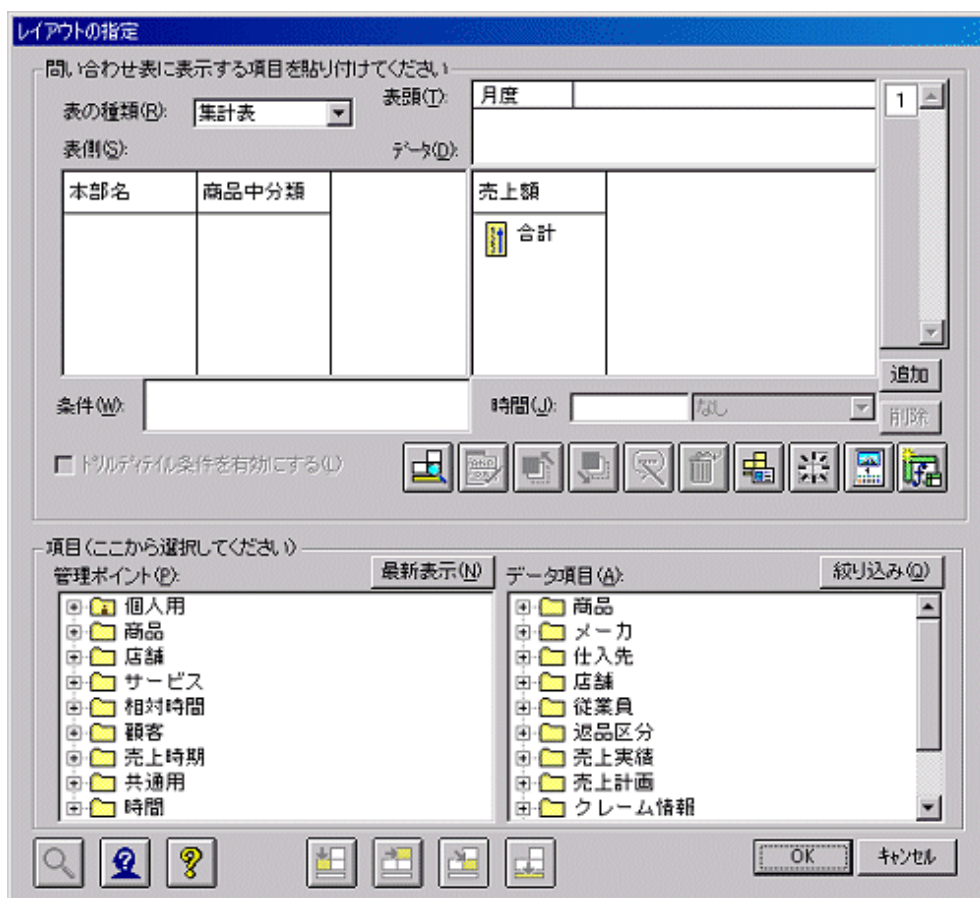 レイアウトの指定
問い合わせ表に表示する項目を貼り付けてください
表の種類(R):
集計表
表頭(T):
月度
1
表側(S):
データ(D):
本部名
商品中分類
売上額
合計
追加
条件(W):
時間(J):
なし
削除
ドリルディテイル条件を有効にする(L)
項目(ここから選択してください)
管理ポイント(P):
最新表示(N)
データ項目(A):
絞り込み(Q)
個人用
商品
店舗
サービス
相対時間
顧客
売上時期
共通用
時間
商品
メーカ
仕入先
店舗
従業員
返品区分
売上実績
売上計画
クレーム情報
OK
キャンセル